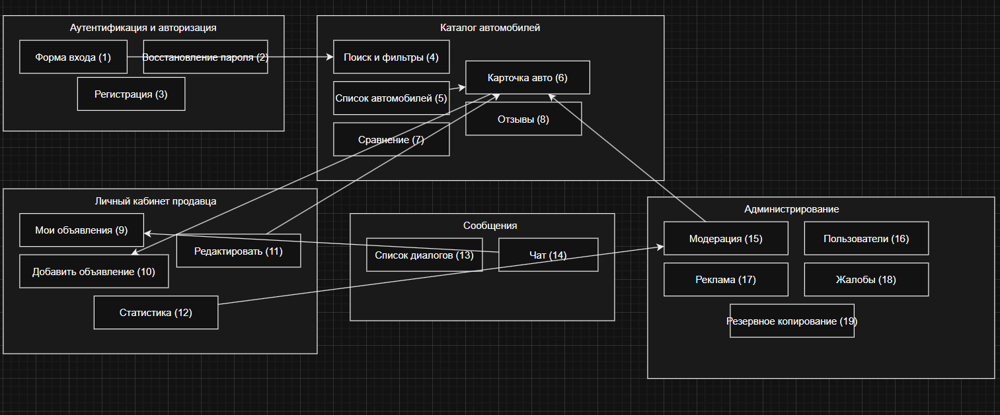 Аутентификация и авторизация
Форма входа (1)
Восстановление пароля (2)
Регистрация (3)
Каталог автомобилей
Поиск и фильтры (4)
Список автомобилей (5)
Карточка авто (6)
Сравнение (7)
Отзывы (8)
Личный кабинет продавца
Мои объявления (9)
Добавить объявление (10)
Редактировать (11)
Статистика (12)
Сообщения
Список диалогов (13)
Чат (14)
Администрирование
Модерация (15)
Пользователи (16)
Реклама (17)
Жалобы (18)
Резервное копирование (19)